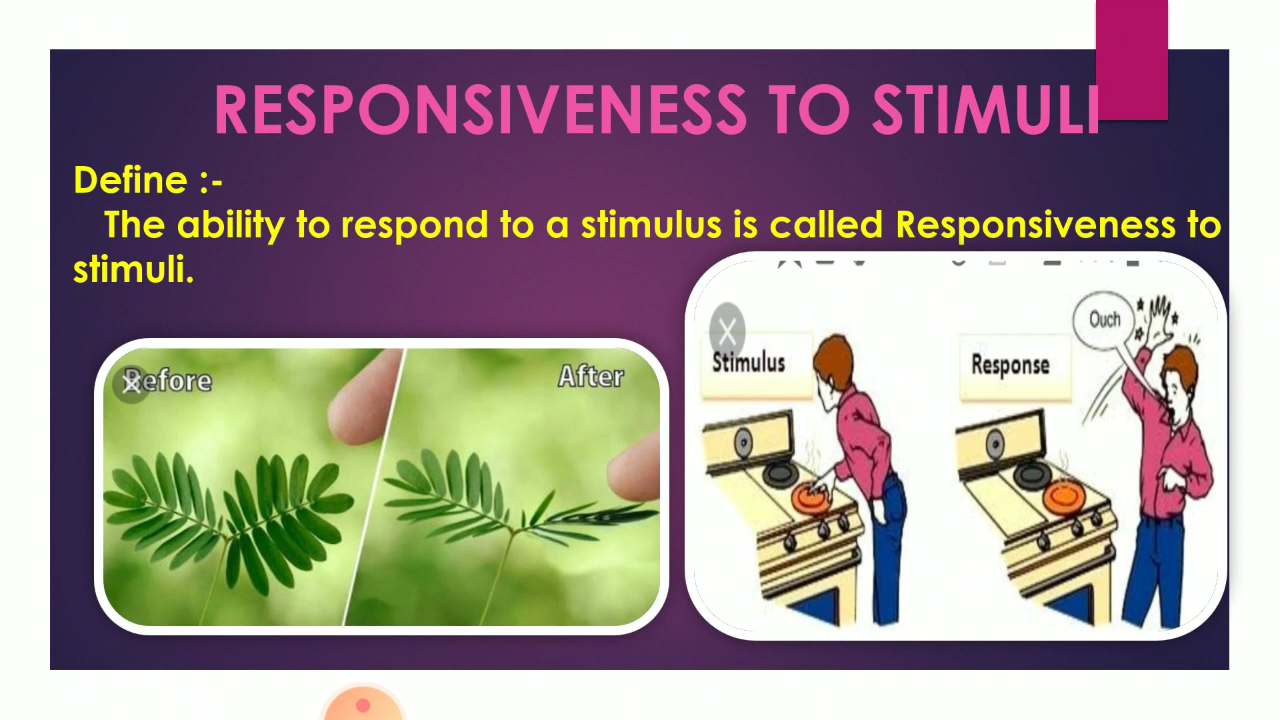 RESPONSIVENESS TO STIMULI
Define :-
The ability to respond to a stimulus is called Responsiveness to
stimuli.
Before
After
Stimulus
Response
Ouch